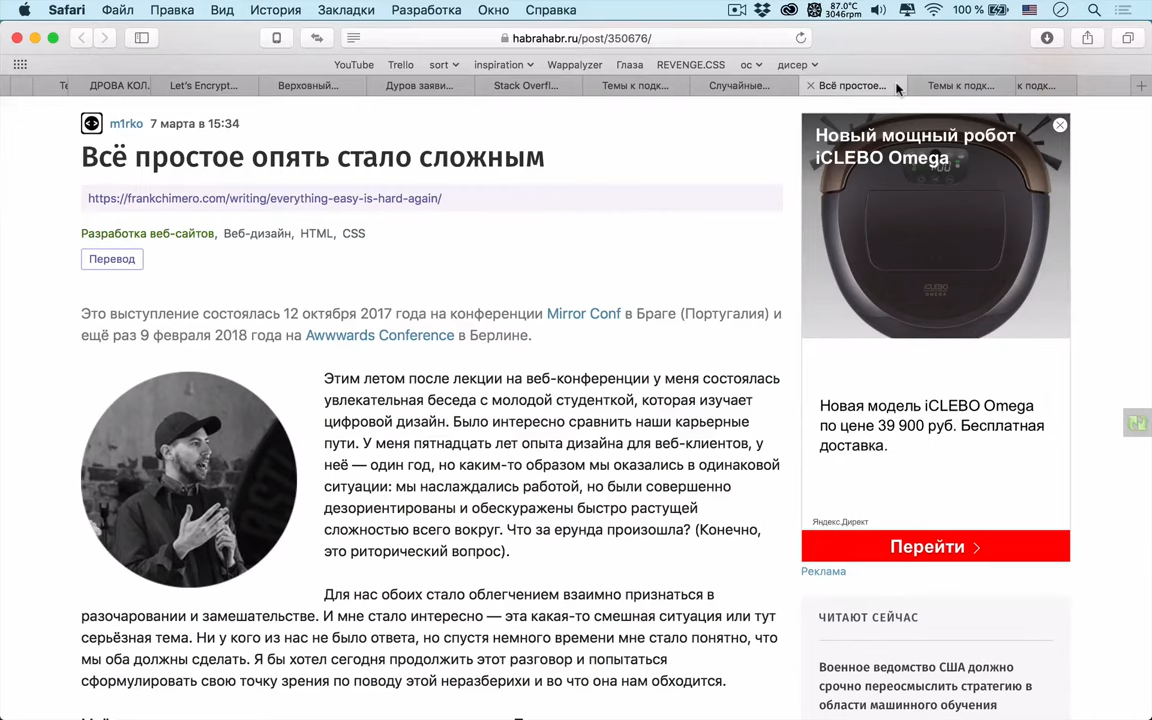 Safari Файл Правка Вид История Закладки Разработка Окно Справка 87.0°C 3046rpm 100 %
habrahabr.ru/post/350676/
YouTube Trello sort inspiration Wappalyzer Глаза REVENGE.CSS ос дисер
Те ДРОВА КОЛ. Let's Encrypt... Верховный... Дуров заяви... Stack Overfl... Темы к подк... Случайные... Всё простое... Темы к подк... к подк...
m1rko 7 марта в 15:34
Всё простое опять стало сложным
https://frankchimero.com/writing/everything-easy-is-hard-again/
Разработка веб-сайтов, Веб-дизайн, HTML, CSS
Перевод
Это выступление состоялась 12 октября 2017 года на конференции Mirror Conf в Браге (Португалия) и
ещё раз 9 февраля 2018 года на Awwwards Conference в Берлине.
Этим летом после лекции на веб-конференции у меня состоялась
увлекательная беседа с молодой студенткой, которая изучает
цифровой дизайн. Было интересно сравнить наши карьерные
пути. У меня пятнадцать лет опыта дизайна для веб-клиентов, у
неё — один год, но каким-то образом мы оказались в одинаковой
ситуации: мы наслаждались работой, но были совершенно
дезориентированы и обескуражены быстро растущей
сложностью всего вокруг. Что за ерунда произошла? (Конечно,
это риторический вопрос).
Для нас обоих стало облегчением взаимно признаться в
разочаровании и замешательстве. И мне стало интересно — эта какая-то смешная ситуация или тут
серьёзная тема. Ни у кого из нас не было ответа, но спустя немного времени мне стало понятно, что
мы оба должны сделать. Я бы хотел сегодня продолжить этот разговор и попытаться
сформулировать свою точку зрения по поводу этой неразберихи и во что она нам обходится.
Новый мощный робот
iCLEBO Omega
iCLEBO
OMEGA
Новая модель iCLEBO Omega
по цене 39 900 руб. Бесплатная
доставка.
Яндекс.Директ
Перейти
Реклама
ЧИТАЮТ СЕЙЧАС
Военное ведомство США должно
срочно переосмыслить стратегию в
области машинного обучения